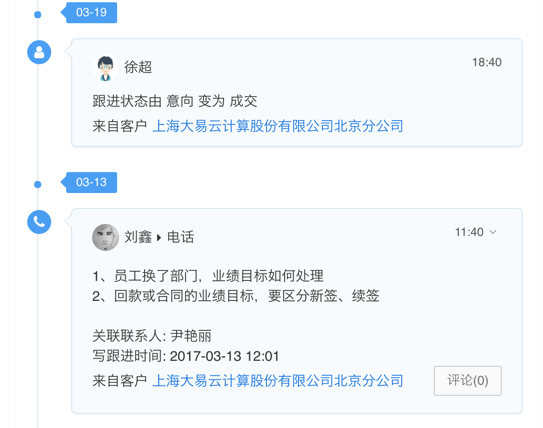 03-19
徐超 18:40
跟进状态由 意向 变为 成交
来自客户 上海大易云计算股份有限公司北京分公司
03-13
刘鑫 电话 11:40
1、员工换了部门，业绩目标如何处理
2、回款或合同的业绩目标，要区分新签、续签
关联联系人: 尹艳丽
写跟进时间: 2017-03-13 12:01
来自客户 上海大易云计算股份有限公司北京分公司 评论(0)